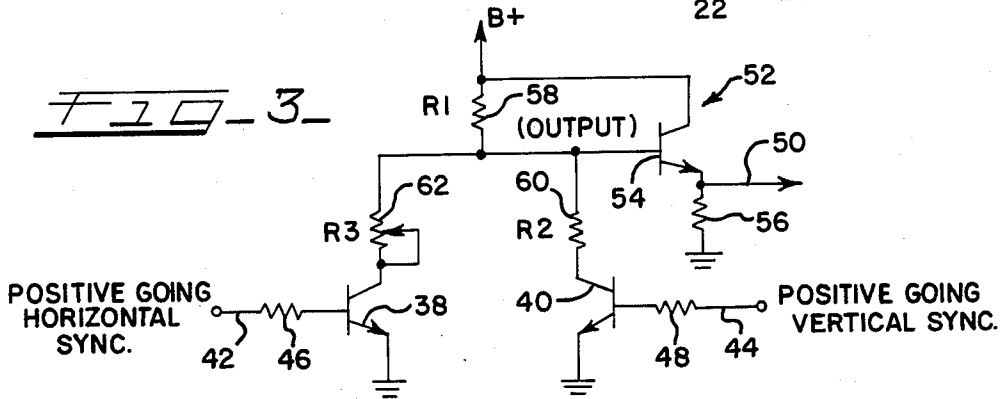 22
B+
Fig_3_
R1
58
52
(OUTPUT)
50
62
60
54
56
R3
R2
POSITIVE GOING
HORIZONTAL
SYNC.
38
40
POSITIVE GOING
VERTICAL SYNC.
42
46
48
44